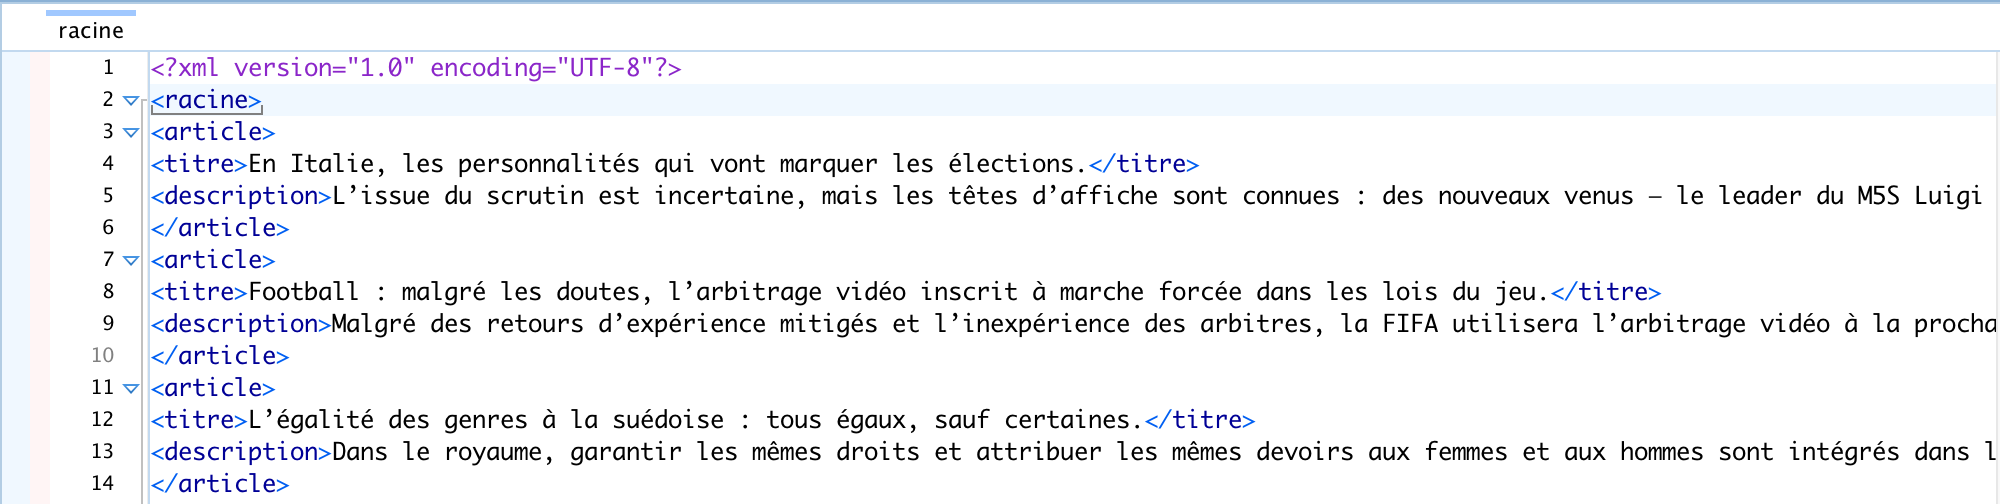 racine
1 <?xml version="1.0" encoding="UTF-8"?>
2 <racine>
3 <article>
4 <titre>En Italie, les personnalités qui vont marquer les élections.</titre>
5 <description>L’issue du scrutin est incertaine, mais les têtes d’affiche sont connues : des nouveaux venus – le leader du M5S Luigi
6 </article>
7 <article>
8 <titre>Football : malgré les doutes, l’arbitrage vidéo inscrit à marche forcée dans les lois du jeu.</titre>
9 <description>Malgré des retours d’expérience mitigés et l’inexpérience des arbitres, la FIFA utilisera l’arbitrage vidéo à la procha
10 </article>
11 <article>
12 <titre>L’égalité des genres à la suédoise : tous égaux, sauf certaines.</titre>
13 <description>Dans le royaume, garantir les mêmes droits et attribuer les mêmes devoirs aux femmes et aux hommes sont intégrés dans l
14 </article>